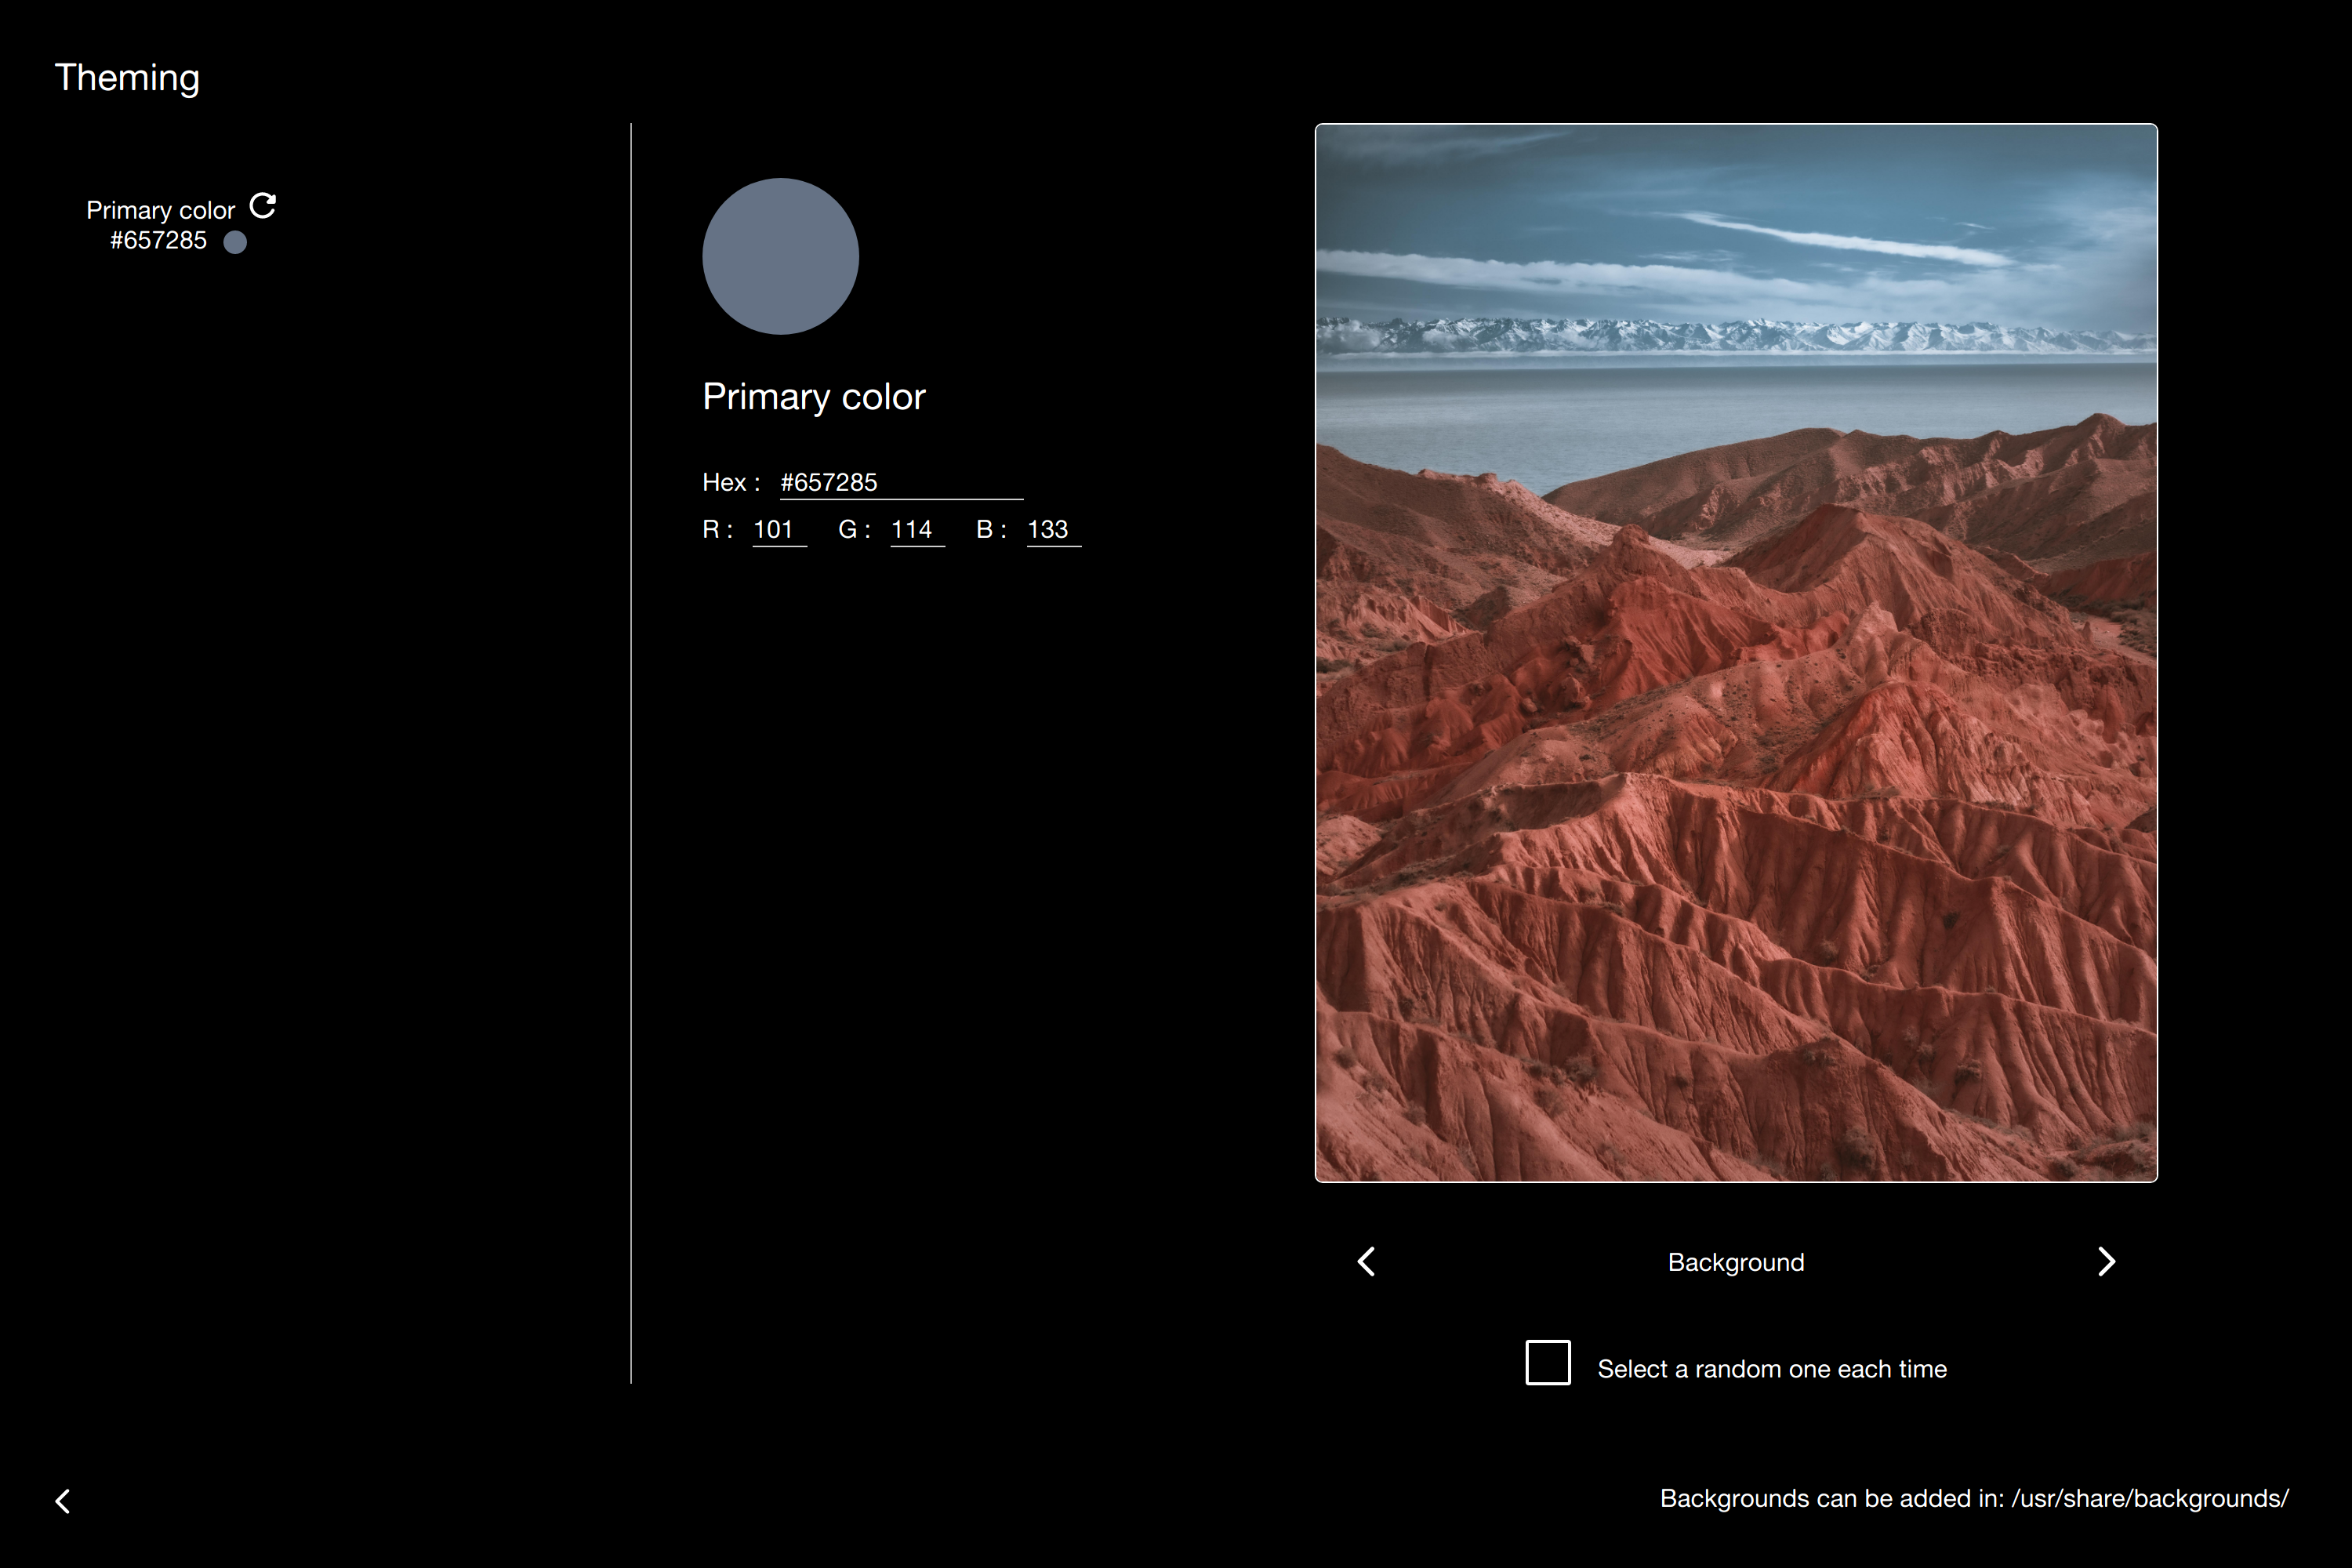 Theming
Primary color
#657285
Primary color
Hex : #657285
R : 101 G : 114 B : 133
Background
Select a random one each time
Backgrounds can be added in: /usr/share/backgrounds/